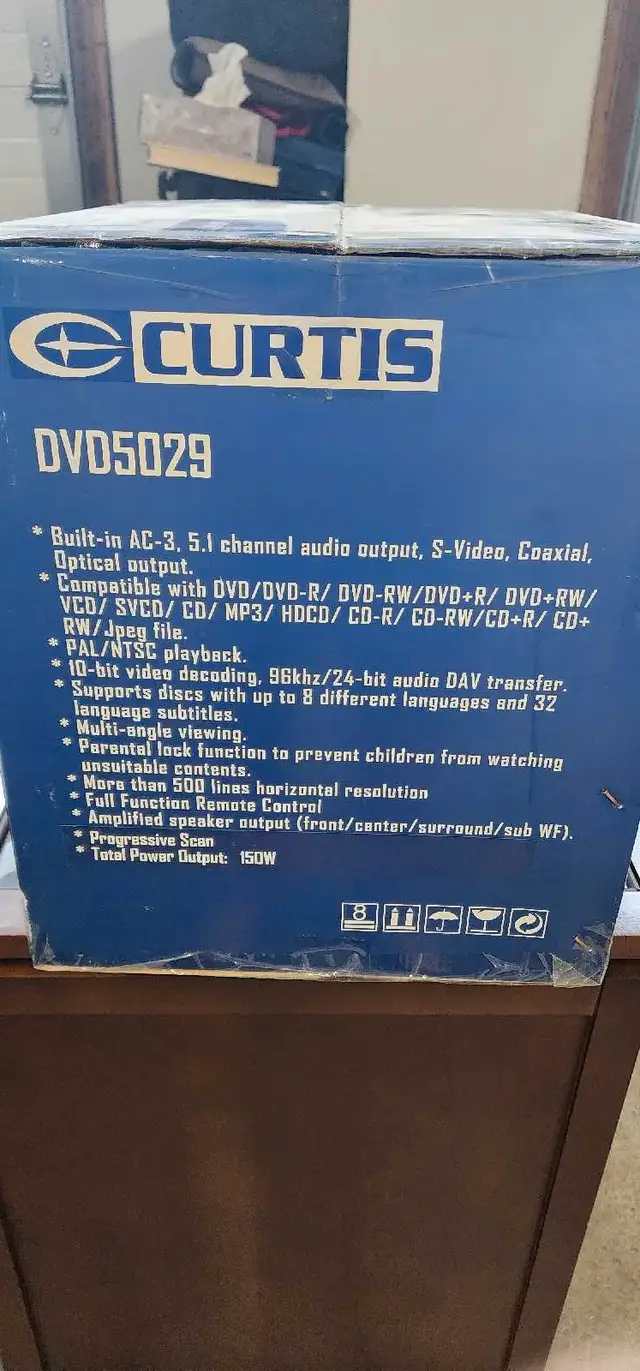 CURTIS
DVD5029
* Built-in AC-3, 5.1 channel audio output, S-Video, Coaxial,
Optical output.
* Compatible with DVD/DVD-R/ DVD-RW/DVD+R/ DVD+RW/
VCD/ SVCD/ CD/ MP3/ HDCD/ CD-R/ CD-RW/CD+R/ CD+
RW/Jpeg file.
* PAL/NTSC playback.
* 10-bit video decoding, 96khz/24-bit audio DAV transfer.
* Supports discs with up to 8 different languages and 32
language subtitles.
* Multi-angle viewing.
* Parental lock function to prevent children from watching
unsuitable contents.
* More than 500 lines horizontal resolution
* Full Function Remote Control
* Amplified speaker output (front/center/surround/sub WF).
* Progressive Scan
* Total Power Output: 150W
8